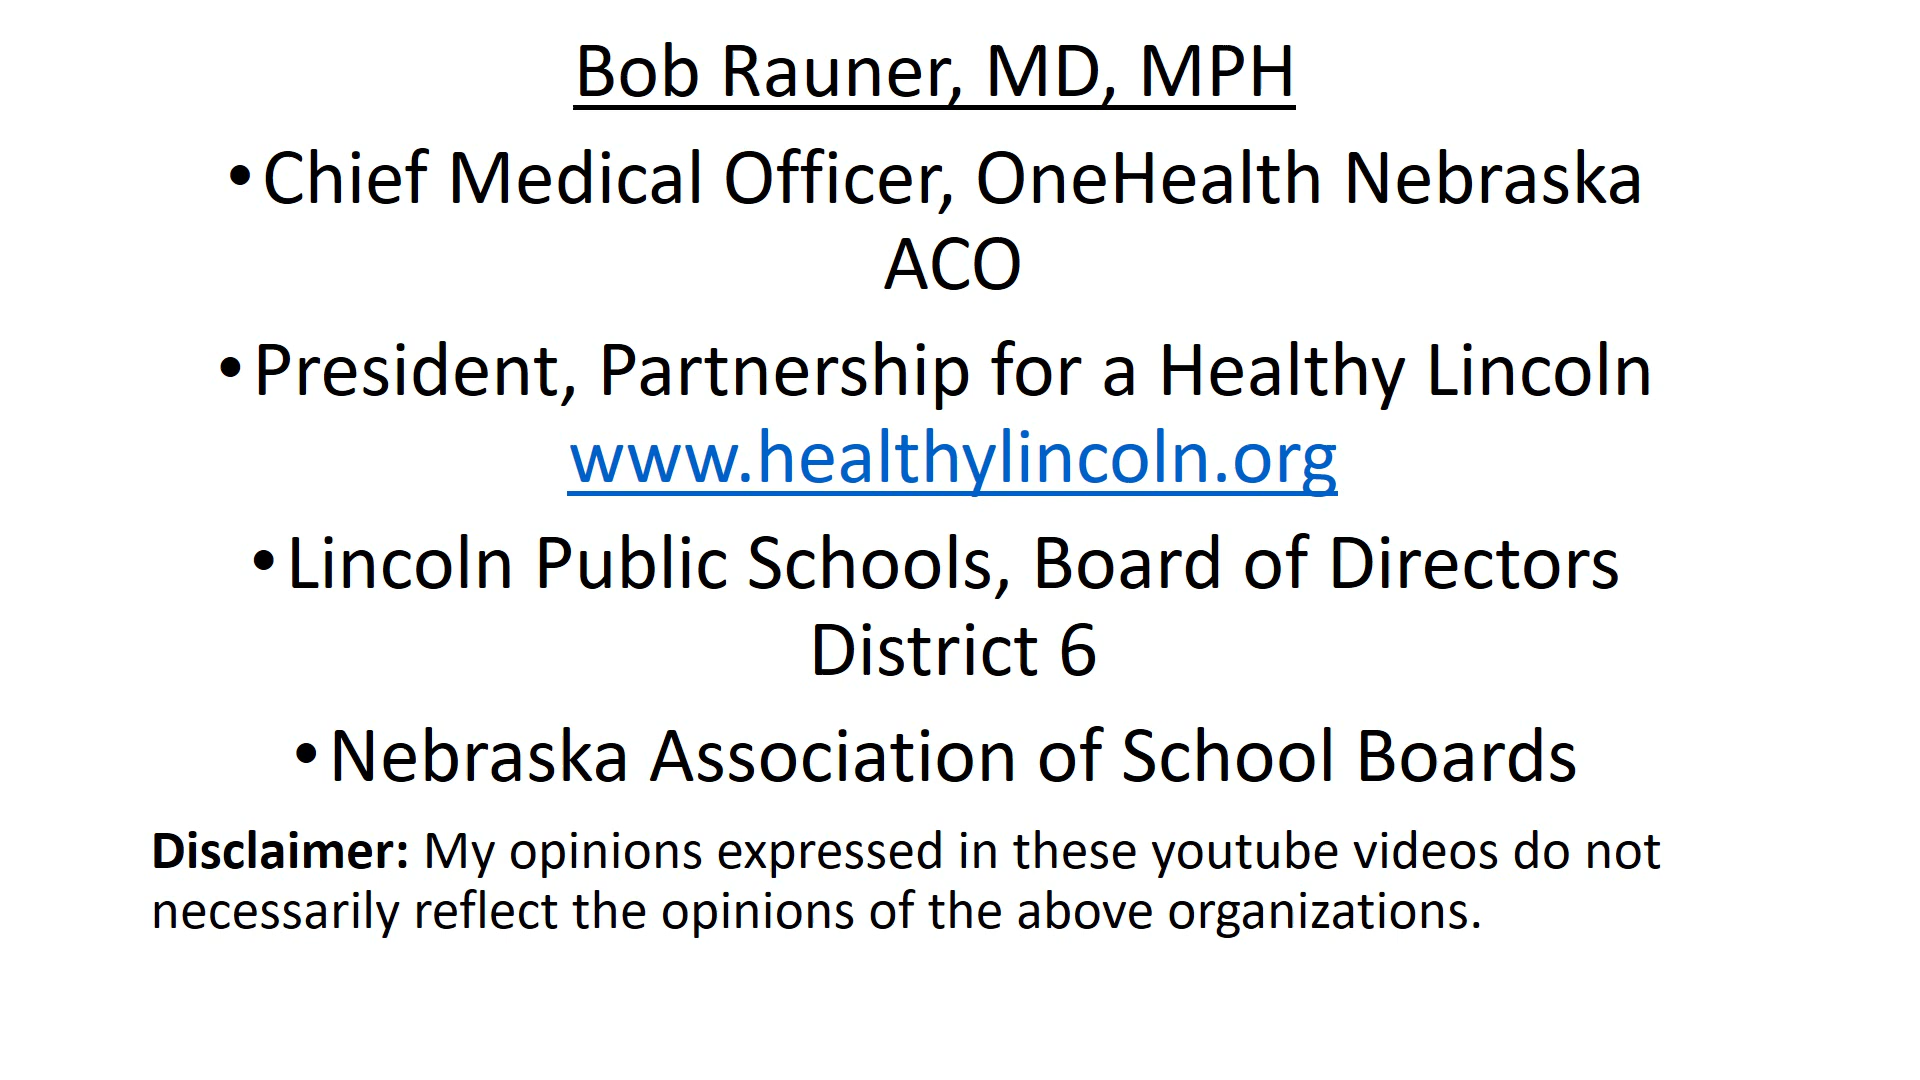 Bob Rauner, MD, MPH
•Chief Medical Officer, OneHealth Nebraska
ACO
•President, Partnership for a Healthy Lincoln
www.healthylincoln.org
•Lincoln Public Schools, Board of Directors
District 6
•Nebraska Association of School Boards
Disclaimer: My opinions expressed in these youtube videos do not
necessarily reflect the opinions of the above organizations.